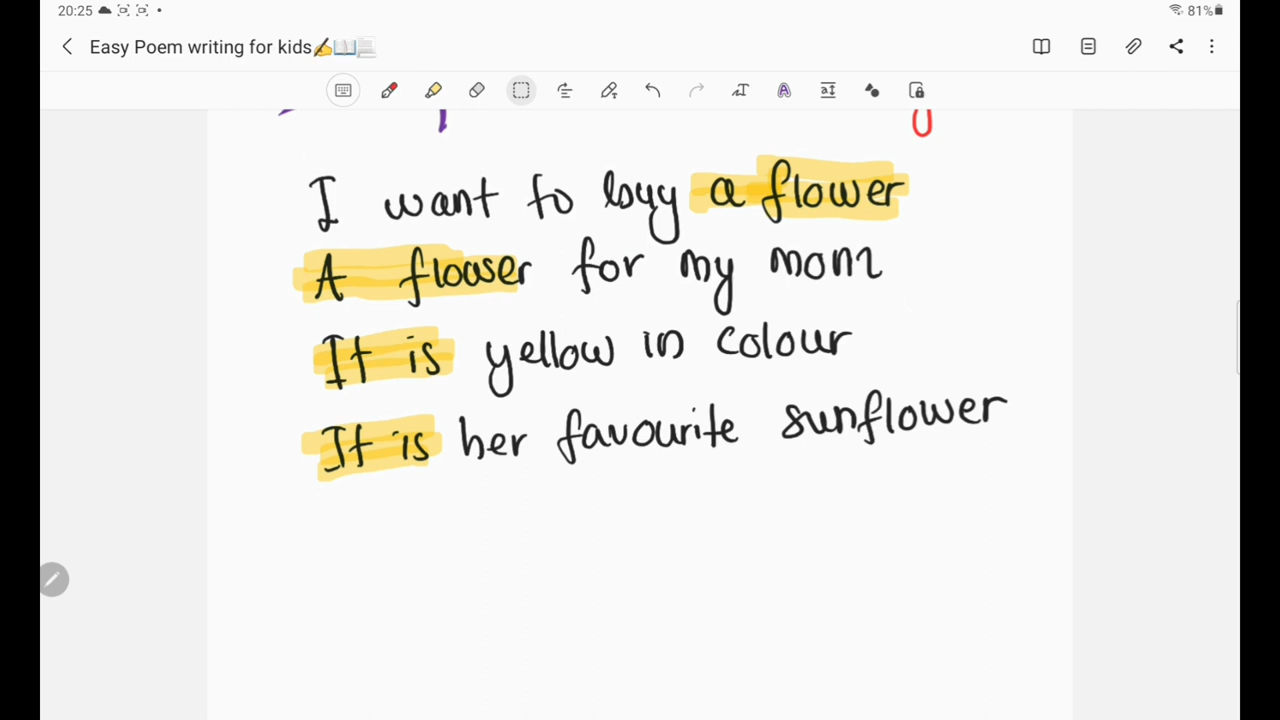 20:25 81%
Easy Poem writing for kids✍️📖📃
I want to buy a flower
A flower for my mom
It is yellow in colour
It is her favourite sunflower